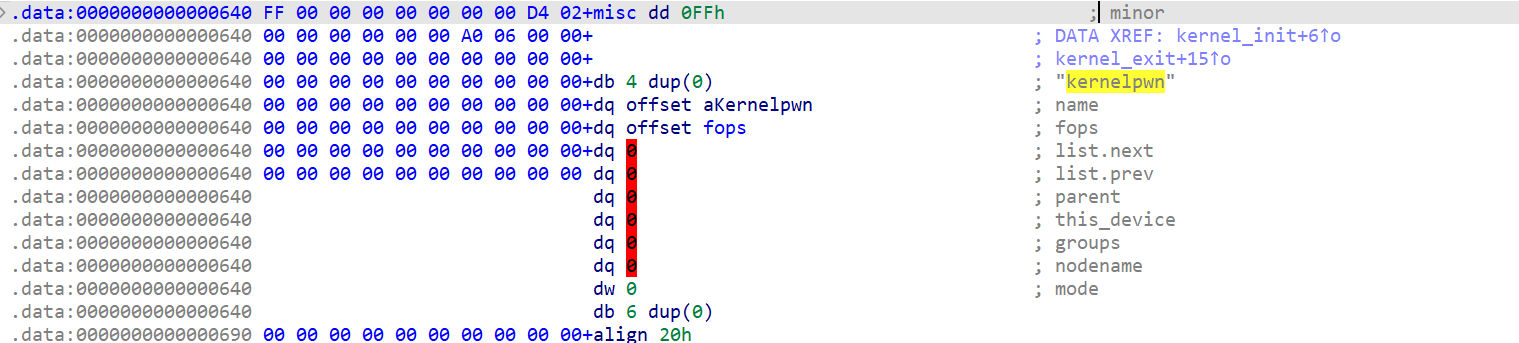 .data:0000000000000640 FF 00 00 00 00 00 00 00 D4 02+misc dd 0FFh ; minor
.data:0000000000000640 00 00 00 00 00 00 A0 06 00 00+ ; DATA XREF: kernel_init+6↑o
.data:0000000000000640 00 00 00 00 00 00 00 00 00 00+ ; kernel_exit+15↑o
.data:0000000000000640 00 00 00 00 00 00 00 00 00 00+db 4 dup(0) ; "kernelpwn"
.data:0000000000000640 00 00 00 00 00 00 00 00 00 00+dq offset aKernelpwn ; name
.data:0000000000000640 00 00 00 00 00 00 00 00 00 00+dq offset fops ; fops
.data:0000000000000640 00 00 00 00 00 00 00 00 00 00+dq 0 ; list.next
.data:0000000000000640 00 00 00 00 00 00 00 00 00 00 dq 0 ; list.prev
.data:0000000000000640 dq 0 ; parent
.data:0000000000000640 dq 0 ; this_device
.data:0000000000000640 dq 0 ; groups
.data:0000000000000640 dq 0 ; nodename
.data:0000000000000640 dw 0 ; mode
.data:0000000000000640 db 6 dup(0)
.data:0000000000000690 00 00 00 00 00 00 00 00 00 00+align 20h